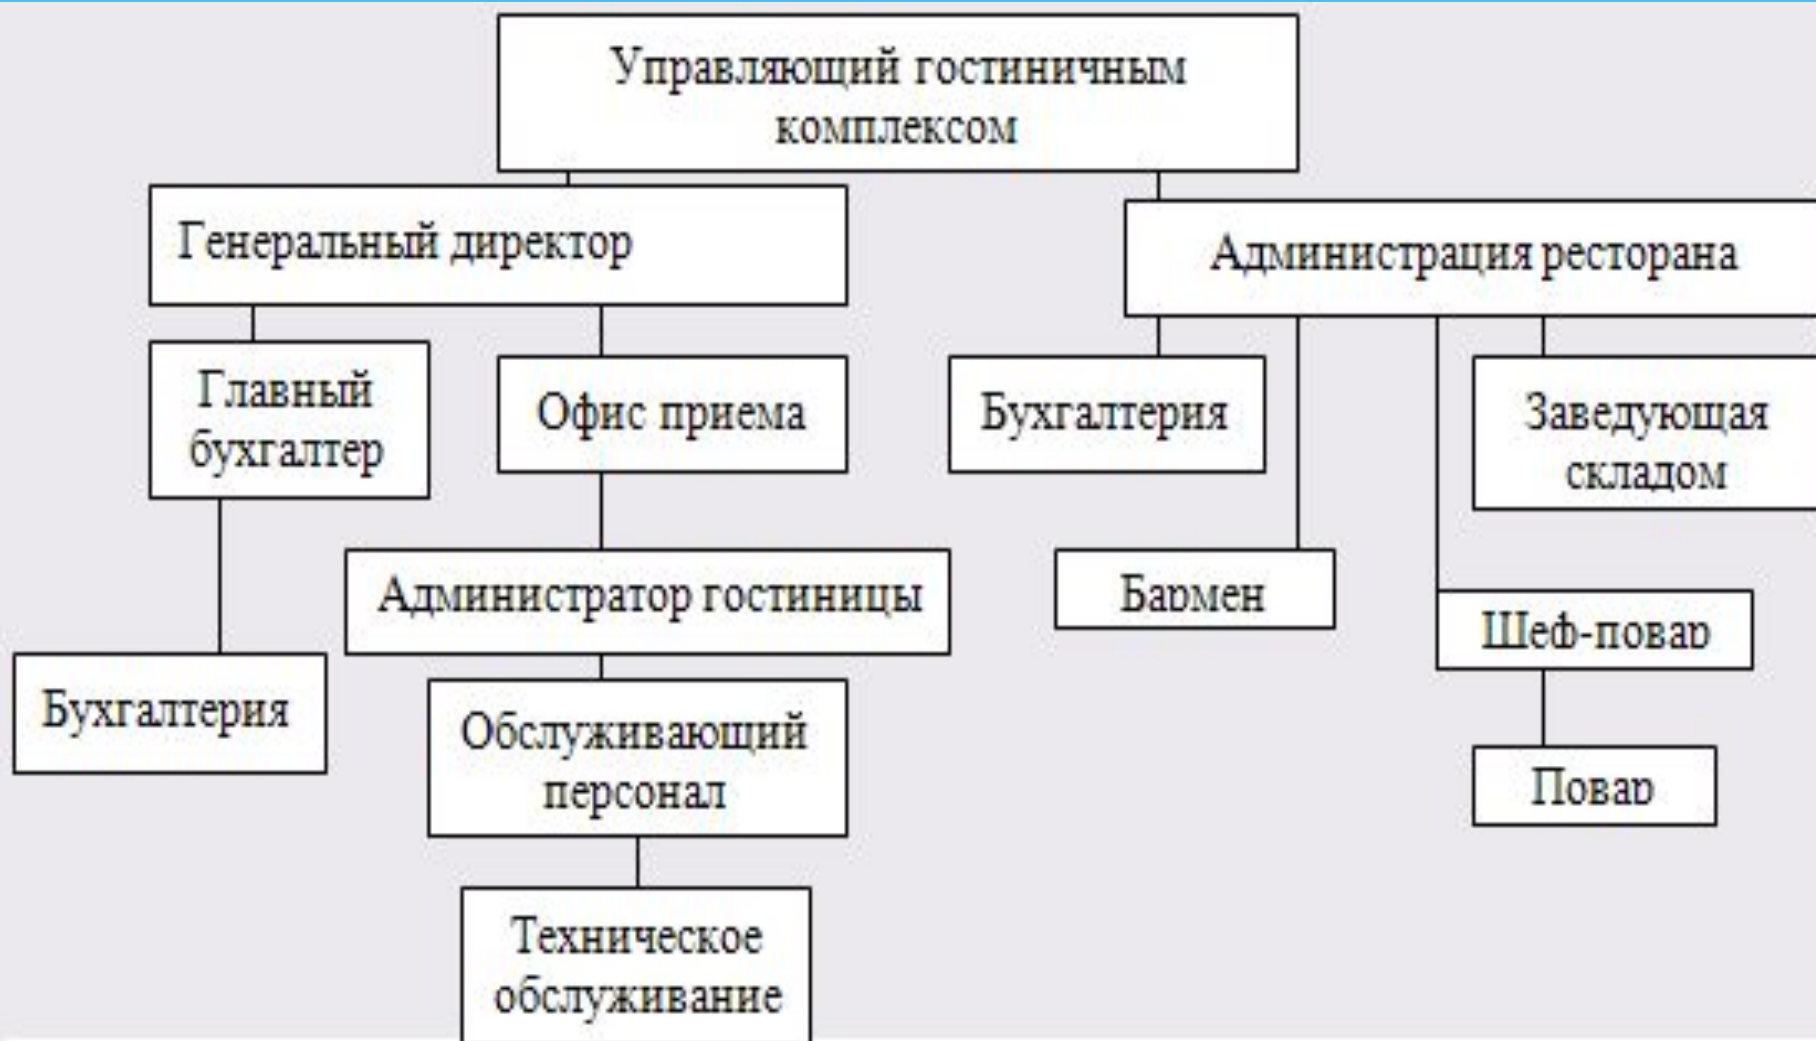 Управляющий гостиничным
комплексом
Генеральный директор
Администрация ресторана
Главный
бухгалтер
Офис приема
Бухгалтерия
Заведующая
складом
Администратор гостиницы
Бармен
Шеф-повар
Бухгалтерия
Обслуживающий
персонал
Повар
Техническое
обслуживание